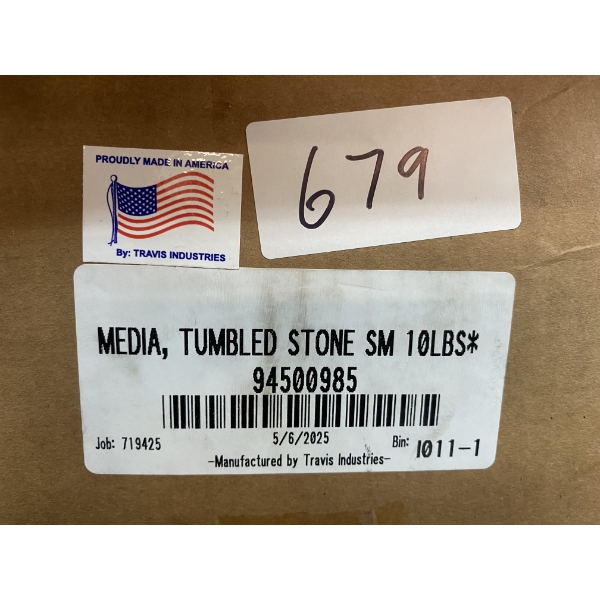 PROUDLY MADE IN AMERICA
By: TRAVIS INDUSTRIES
679
MEDIA, TUMBLED STONE SM 10LBS*
94500985
Job: 719425
5/6/2025
Bin: I011-1
-Manufactured by Travis Industries-